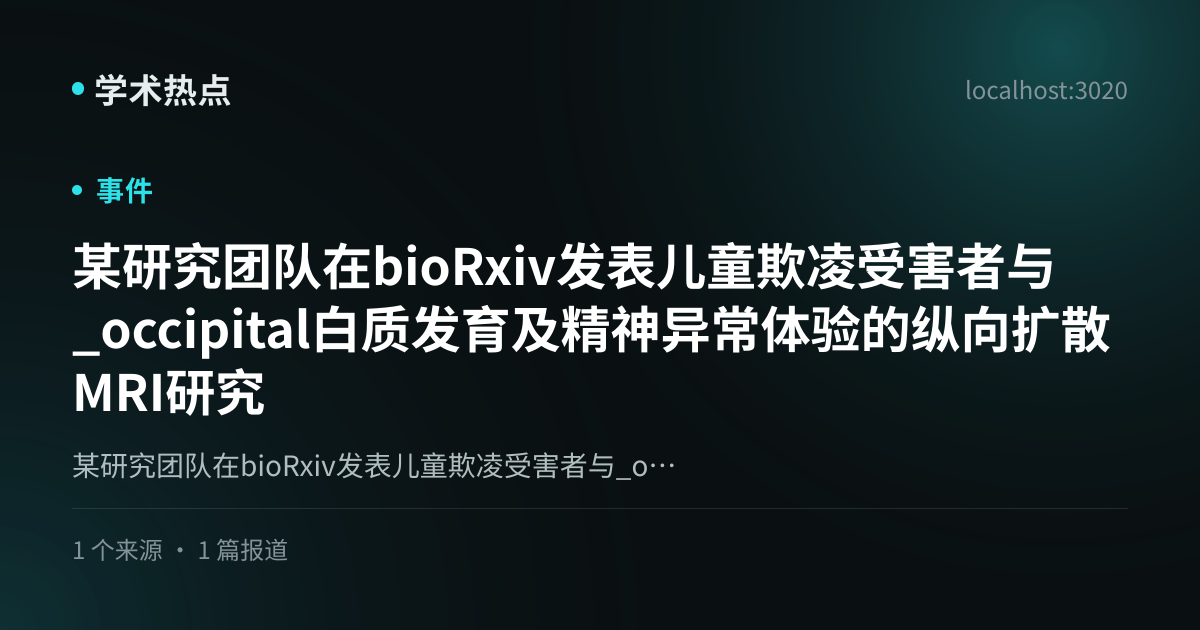 学术热点
localhost:3020
事件
某研究团队在bioRxiv发表儿童欺凌受害者与
_occipital白质发育及精神异常体验的纵向扩散
MRI研究
某研究团队在bioRxiv发表儿童欺凌受害者与_o…
1 个来源 · 1 篇报道